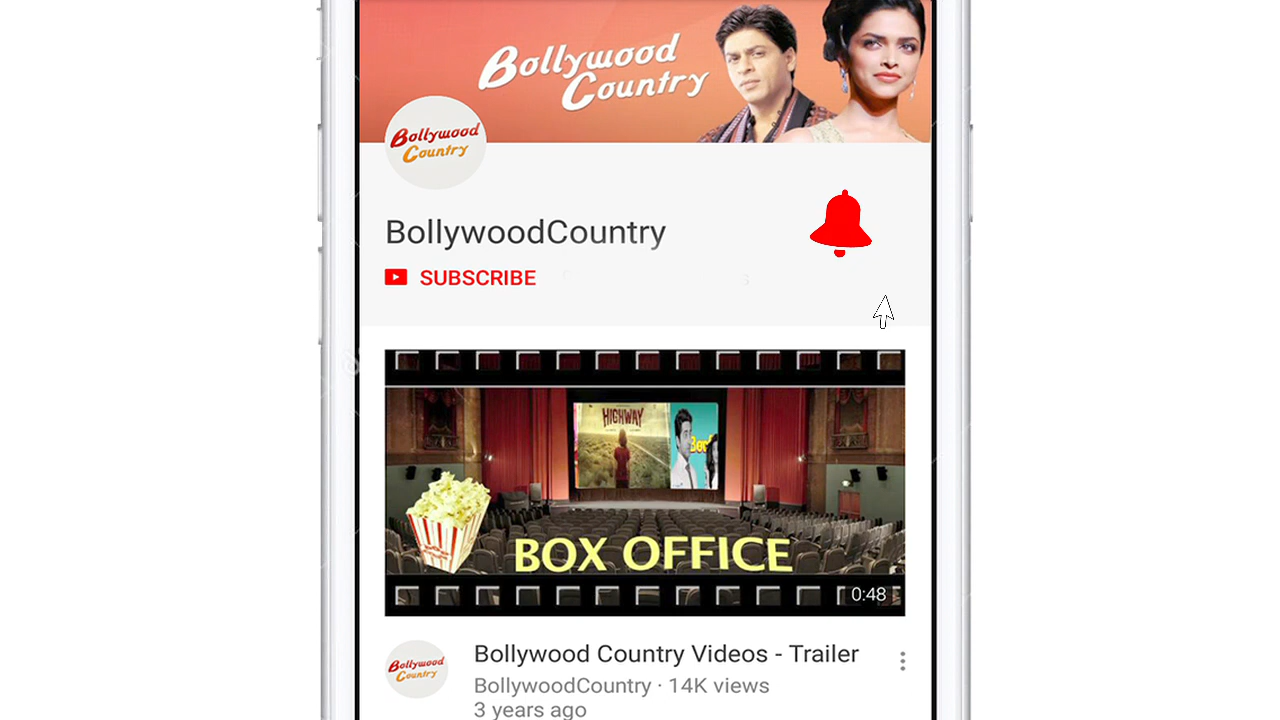 Bollywood
Country
Bollywood
Country
BollywoodCountry
SUBSCRIBE
HIGHWAY
BOX OFFICE
0:48
Bollywood
Country
Bollywood Country Videos - Trailer
BollywoodCountry · 14K views
3 years ago